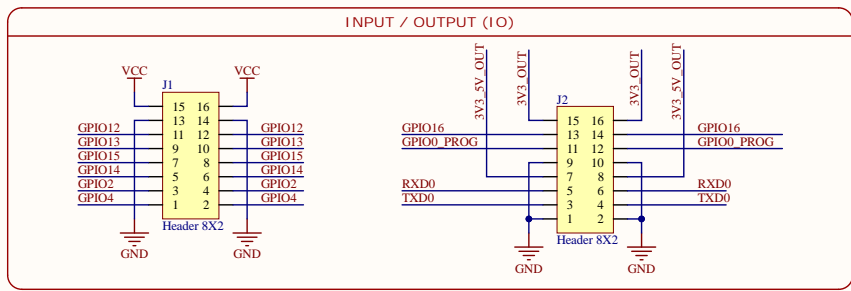 INPUT / OUTPUT (IO)
VCC
J1
VCC
15 16
13 14
GPIO12 11 12 GPIO12
GPIO13 9 10 GPIO13
GPIO15 7 8 GPIO15
GPIO14 5 6 GPIO14
GPIO2 3 4 GPIO2
GPIO4 1 2 GPIO4
Header 8X2
GND
GND
3V3_5V_OUT
3V3_OUT
3V3_OUT
3V3_5V_OUT
J2
15 16
GPIO16 13 14 GPIO16
GPIO0_PROG 11 12 GPIO0_PROG
9 10
7 8
RXD0 5 6 RXD0
TXD0 3 4 TXD0
1 2
Header 8X2
GND
GND